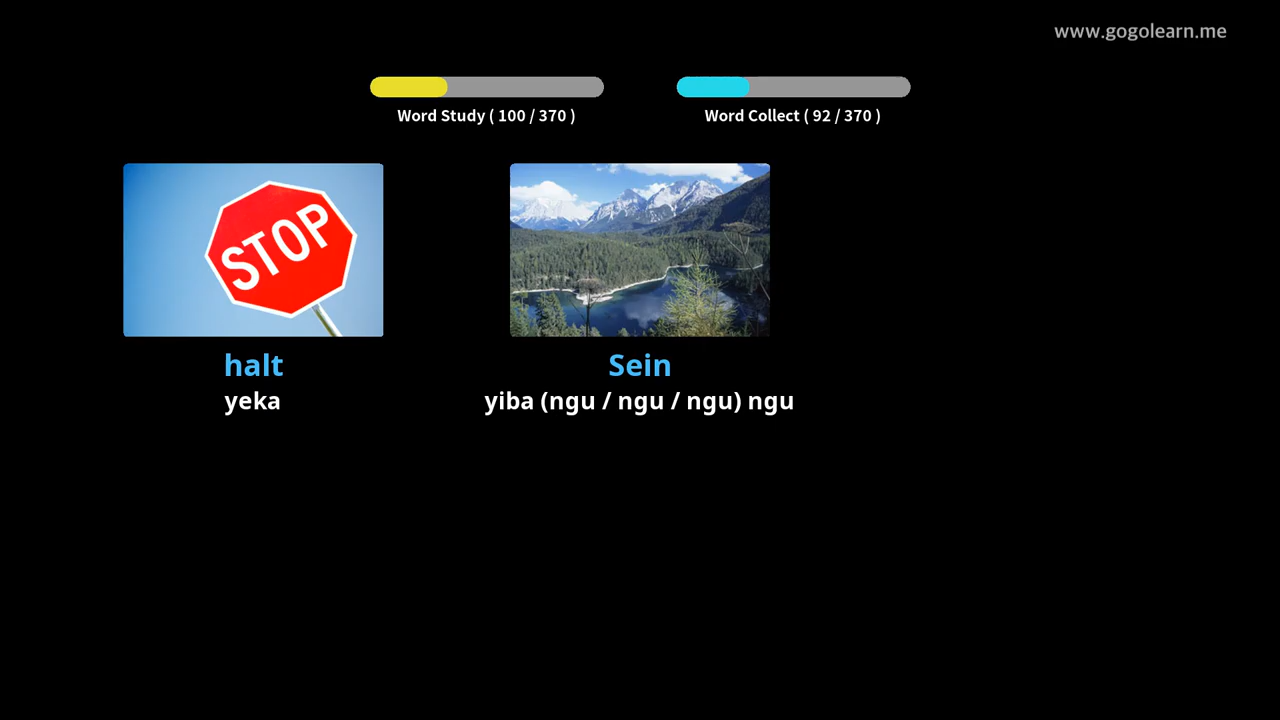 www.gogolearn.me
Word Study ( 100 / 370 )
Word Collect ( 92 / 370 )
STOP
halt
yeka
Sein
yiba (ngu / ngu / ngu) ngu